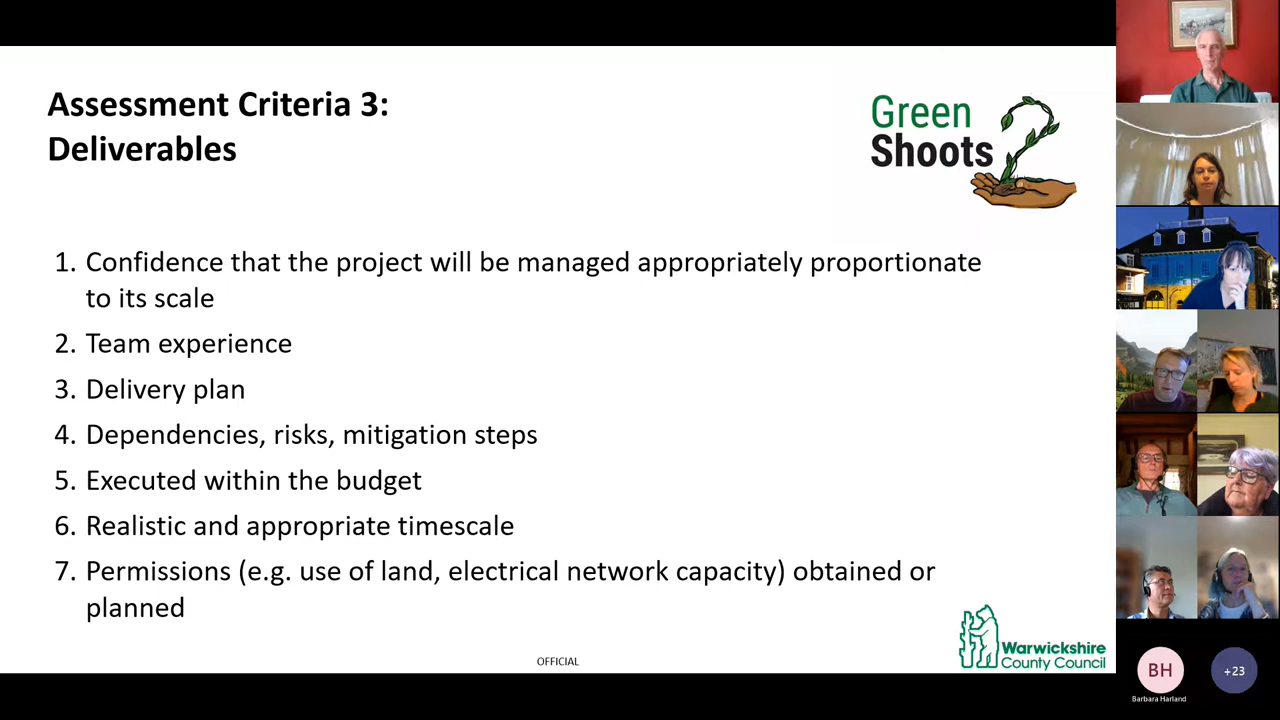 Assessment Criteria 3:
Deliverables
Green
Shoots
1. Confidence that the project will be managed appropriately proportionate
to its scale
2. Team experience
3. Delivery plan
4. Dependencies, risks, mitigation steps
5. Executed within the budget
6. Realistic and appropriate timescale
7. Permissions (e.g. use of land, electrical network capacity) obtained or
planned
OFFICIAL
Warwickshire
County Council
BH
+23
Barbara Harland